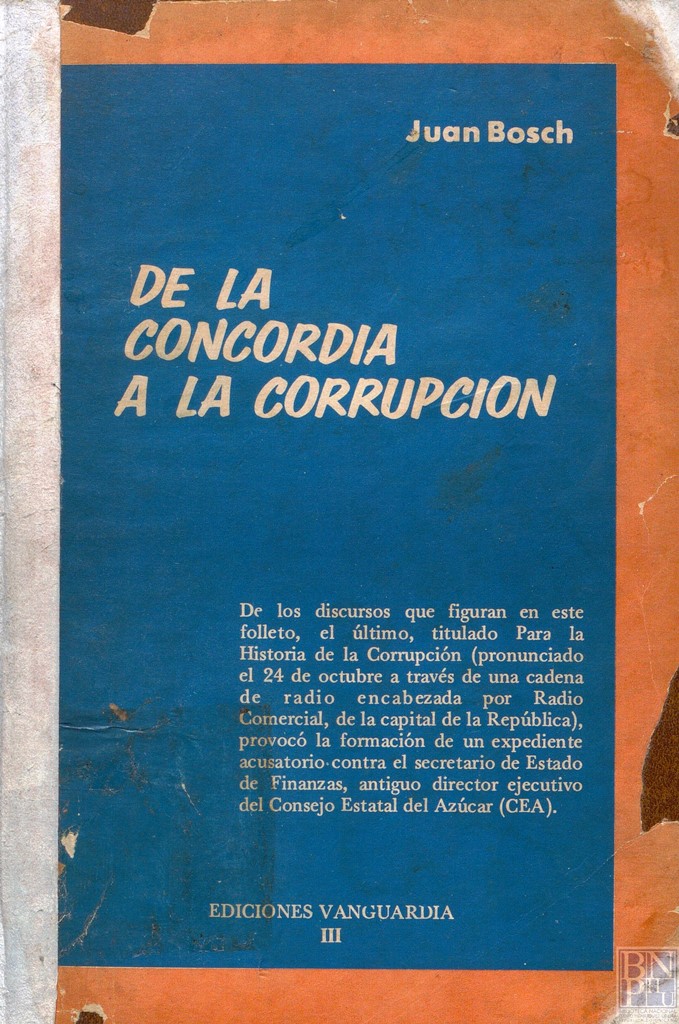 Juan Bosch
DE LA
CONCORDIA
A LA CORRUPCION
De los discursos que figuran en este
folleto, el último, titulado Para la
Historia de la Corrupción (pronunciado
el 24 de octubre a través de una cadena
de radio encabezada por Radio
Comercial, de la capital de la República),
provocó la formación de un expediente
acusatorio contra el secretario de Estado
de Finanzas, antiguo director ejecutivo
del Consejo Estatal del Azúcar (CEA).
EDICIONES VANGUARDIA
III
BN
PHU